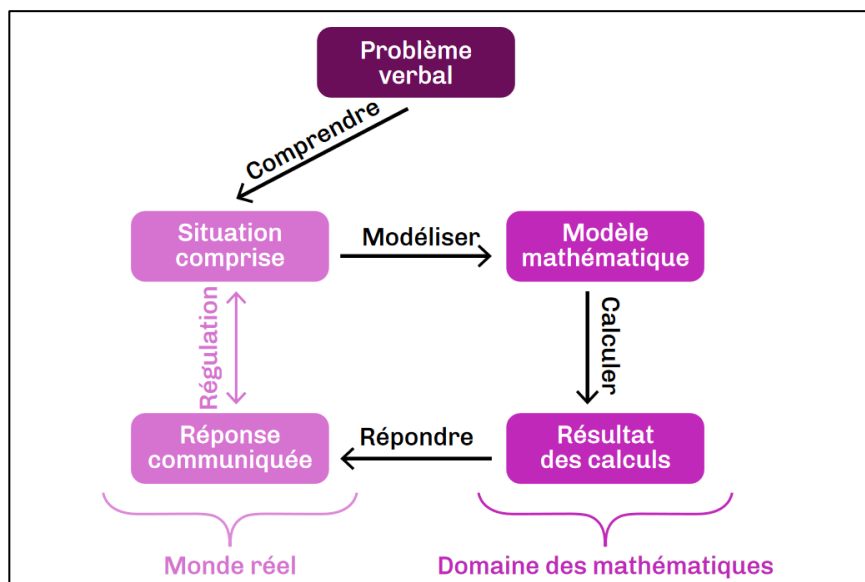 Problème
verbal
Comprendre
Situation
comprise
Modéliser
Modèle
mathématique
Régulation
Calculer
Réponse
communiquée
Répondre
Résultat
des calculs
Monde réel
Domaine des mathématiques